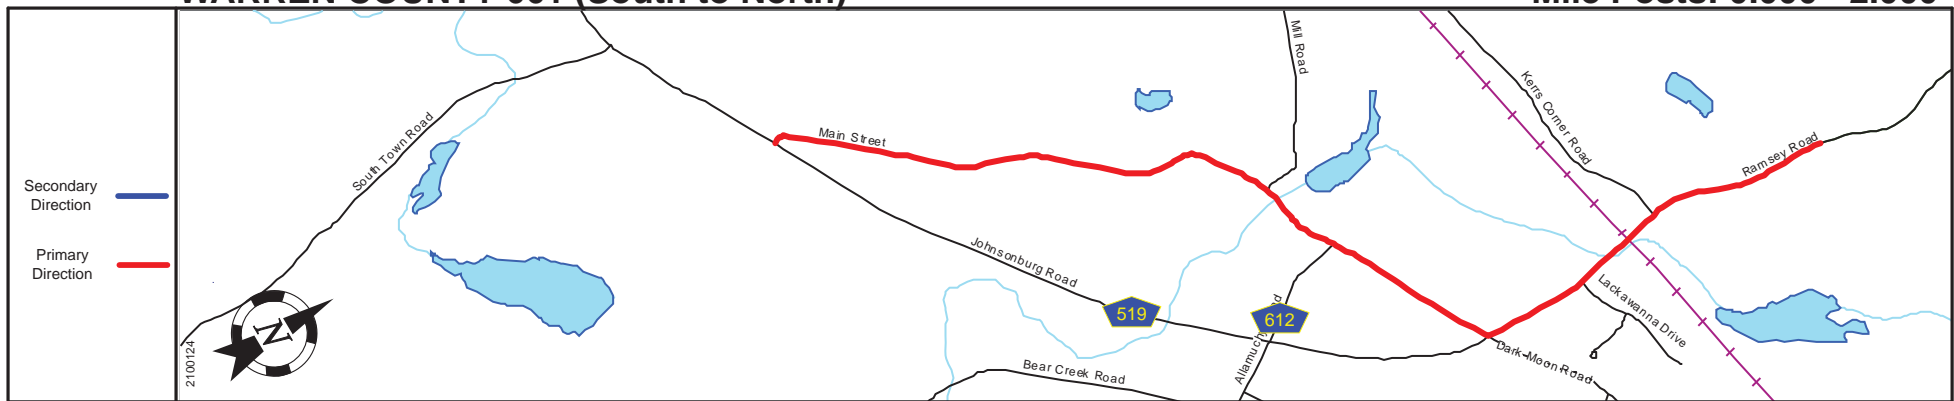 Secondary
Direction
Primary
Direction
2100124
South Town Road
Main Street
Johnsonburg Road
519
612
Bear Creek Road
Mill Road
Kerrs Corner Road
Ramsey Road
Lackawanna Drive
Dark Moon Road
N